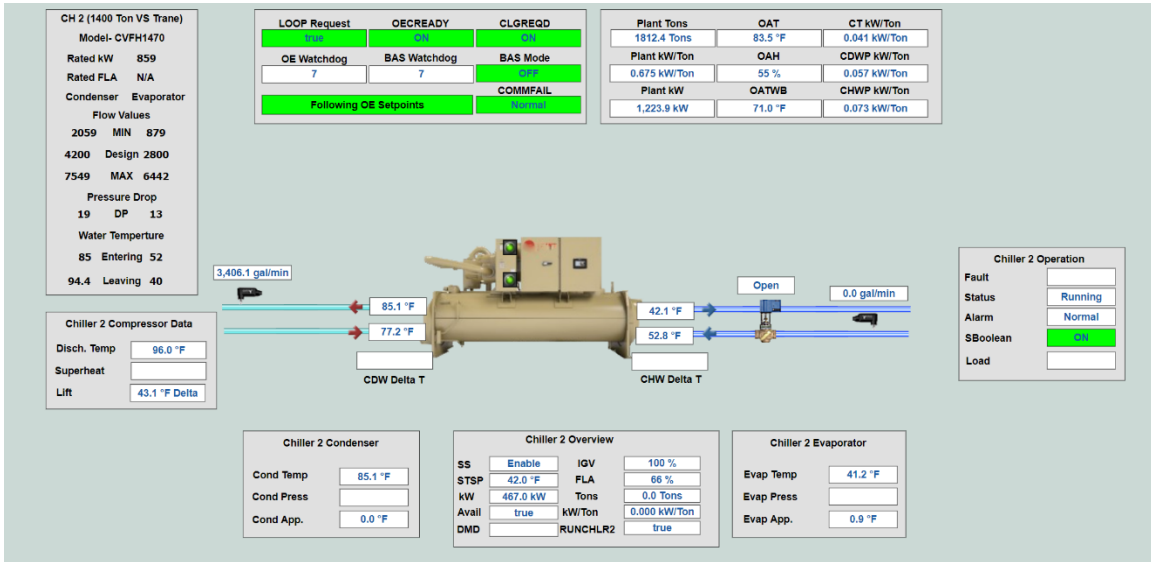 CH 2 (1400 Ton VS Trane)
Model- CVFH1470
Rated kW 859
Rated FLA N/A
Condenser Evaporator
Flow Values
2059 MIN 879
4200 Design 2800
7549 MAX 6442
Pressure Drop
19 DP 13
Water Temperture
85 Entering 52
94.4 Leaving 40
LOOP Request OECREADY CLGREQD
true ON ON
OE Watchdog BAS Watchdog BAS Mode
7 7 OFF
COMMFAIL
Following OE Setpoints Normal
Plant Tons OAT CT kW/Ton
1812.4 Tons 83.5 °F 0.041 kW/Ton
Plant kW/Ton OAH CDWP kW/Ton
0.675 kW/Ton 55 % 0.057 kW/Ton
Plant kW OATWB CHWP kW/Ton
1,223.9 kW 71.0 °F 0.073 kW/Ton
3,406.1 gal/min
85.1 °F
77.2 °F
CDW Delta T
42.1 °F
52.8 °F
CHW Delta T
Open
0.0 gal/min
Chiller 2 Operation
Fault
Status Running
Alarm Normal
SBoolean ON
Load
Chiller 2 Compressor Data
Disch. Temp 96.0 °F
Superheat
Lift 43.1 °F Delta
Chiller 2 Condenser
Cond Temp 85.1 °F
Cond Press
Cond App. 0.0 °F
Chiller 2 Overview
SS Enable IGV 100 %
STSP 42.0 °F FLA 66 %
kW 467.0 kW Tons 0.0 Tons
Avail true kW/Ton 0.000 kW/Ton
DMD RUNCHLR2 true
Chiller 2 Evaporator
Evap Temp 41.2 °F
Evap Press
Evap App. 0.9 °F